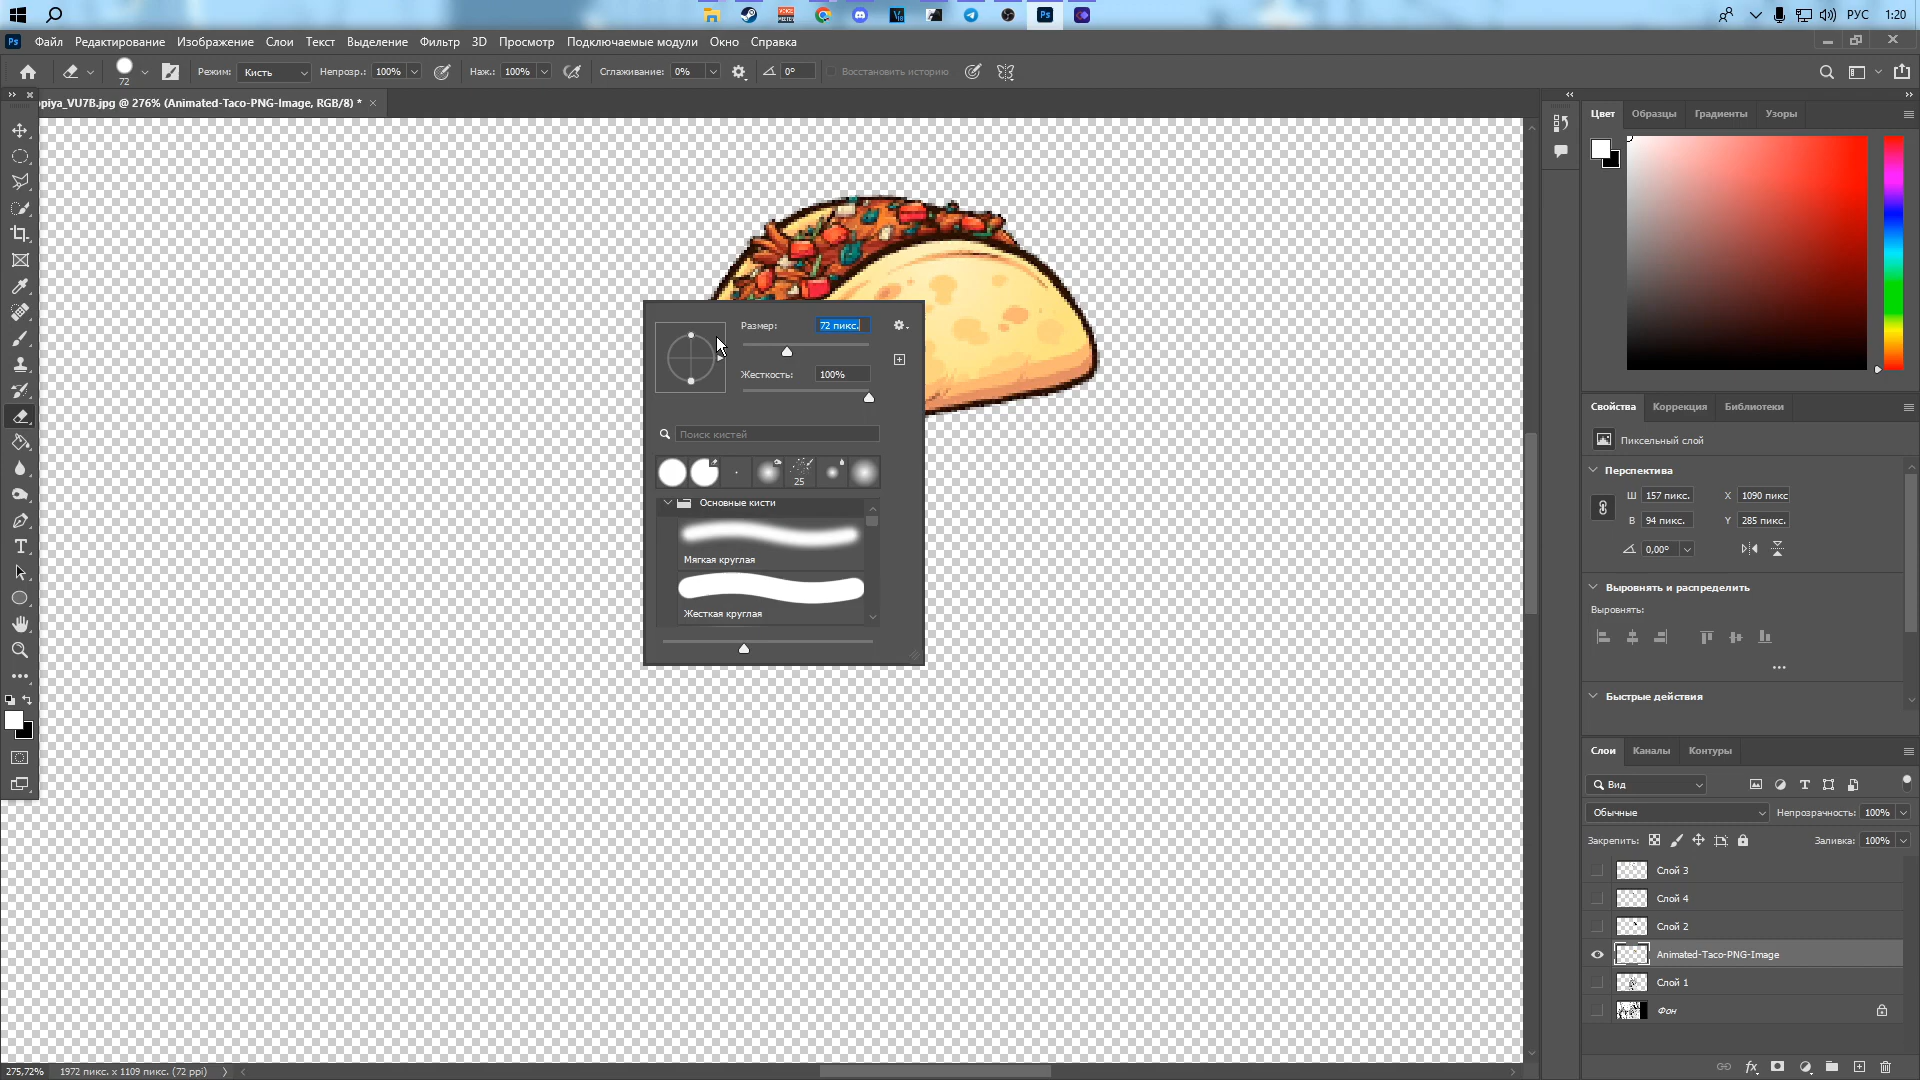 РУС 1:20
Файл Редактирование Изображение Слои Текст Выделение Фильтр 3D Просмотр Подключаемые модули Окно Справка
72 Режим: Кисть Непрозр.: 100% Наж.: 100% Сглаживание: 0% 0° Восстановить историю
opiya_VU7B.jpg @ 276% (Animated-Taco-PNG-Image, RGB/8) *
Цвет Образцы Градиенты Узоры
Размер: 72 пикс.
Жесткость: 100%
Поиск кистей
25
Основные кисти
Мягкая круглая
Жесткая круглая
Свойства Коррекция Библиотеки
Пиксельный слой
Перспектива
Ш 157 пикс. X 1090 пикс
В 94 пикс. Y 285 пикс.
0,00°
Выровнять и распределить
Выровнять:
Быстрые действия
Слои Каналы Контуры
Вид
Обычные Непрозрачность: 100%
Закрепить: Заливка: 100%
Слой 3
Слой 4
Слой 2
Animated-Taco-PNG-Image
Слой 1
Фон
275,72% 1972 пикс. x 1109 пикс. (72 ppi)